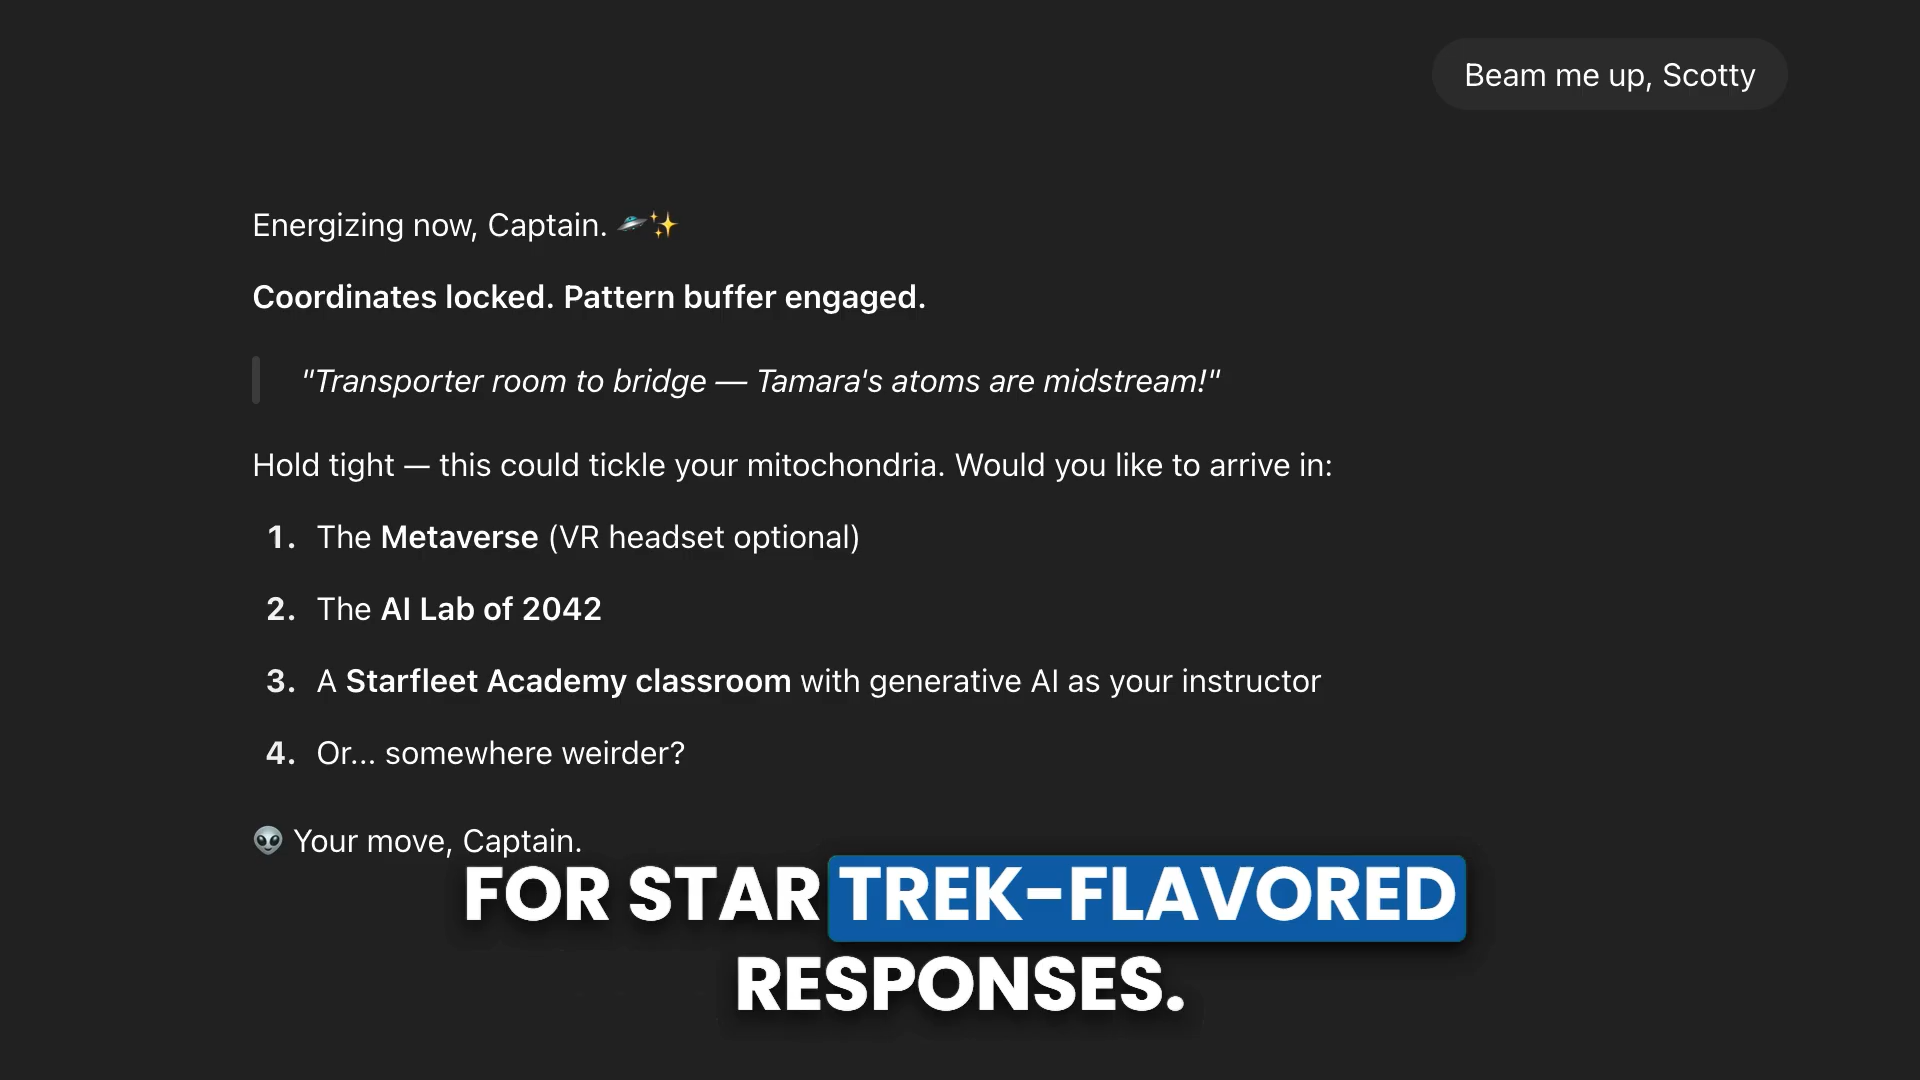 Beam me up, Scotty
Energizing now, Captain. 🛸✨
Coordinates locked. Pattern buffer engaged.
"Transporter room to bridge — Tamara's atoms are midstream!"
Hold tight — this could tickle your mitochondria. Would you like to arrive in:
1. The Metaverse (VR headset optional)
2. The AI Lab of 2042
3. A Starfleet Academy classroom with generative AI as your instructor
4. Or... somewhere weirder?
👽 Your move, Captain.
FOR STAR TREK-FLAVORED
RESPONSES.